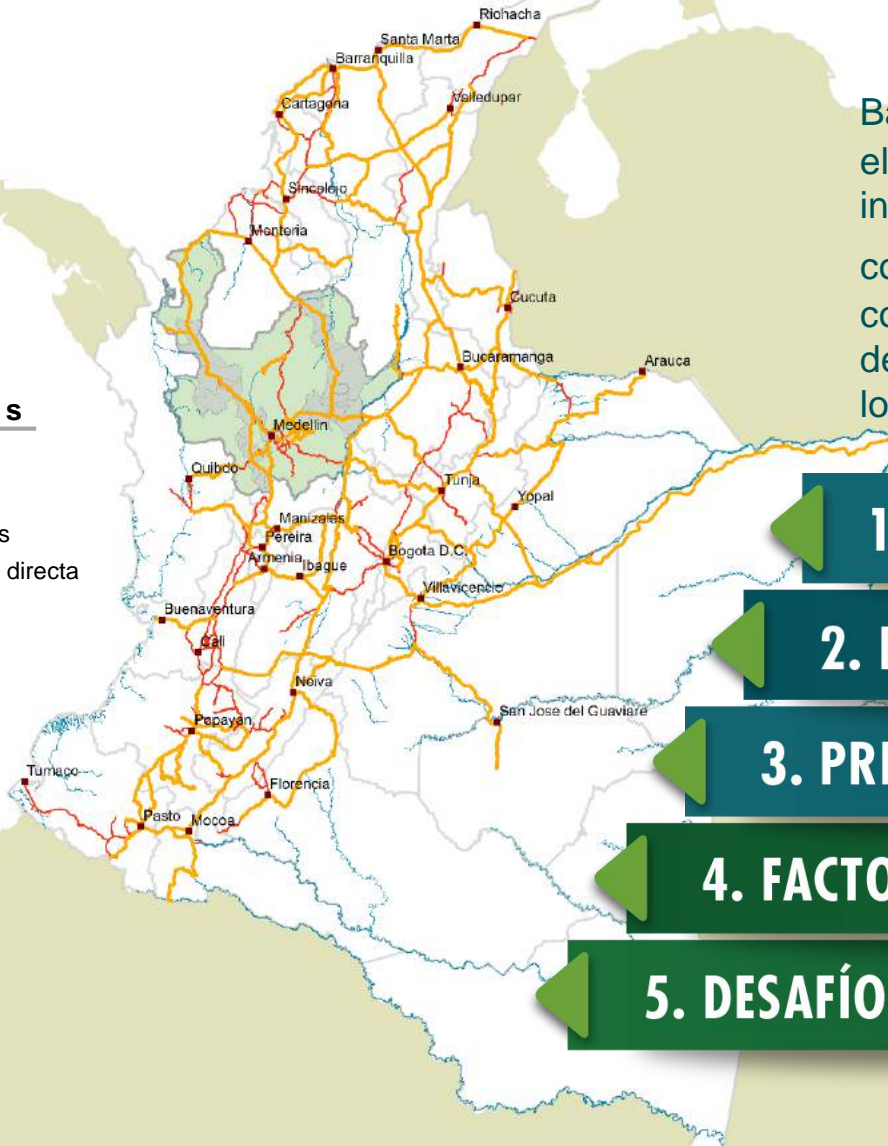 Riohacha
Santa Marta
Barranquilla
Cartagena
Valledupar
Sincelejo
Monteria
Cucuta
Bucaramanga
Arauca
Medellin
Quibdo
Tunja
Yopal
Manizales
Pereira
Armenia
Ibague
Bogota D.C.
Villavicencio
Buenaventura
Cali
Neiva
San Jose del Guaviare
Popayan
Tumaco
Florencia
Pasto
Mocoa
s
s
directa
Ba
el
in
co
co
de
lo
1
2.
3. PRI
4. FACTO
5. DESAFÍO